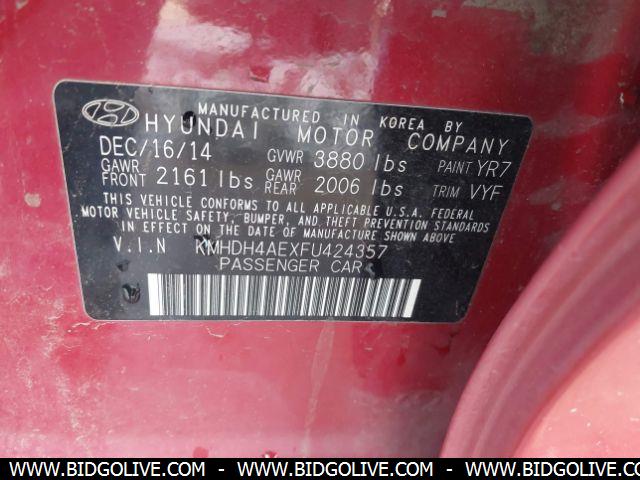 MANUFACTURED IN KOREA BY
HYUNDAI MOTOR COMPANY
DEC/16/14 GVWR 3880 lbs PAINT YR7
GAWR FRONT 2161 lbs GAWR REAR 2006 lbs TRIM VYF
THIS VEHICLE CONFORMS TO ALL APPLICABLE U.S.A. FEDERAL
MOTOR VEHICLE SAFETY, BUMPER, AND THEFT PREVENTION STANDARDS
IN EFFECT ON THE DATE OF MANUFACTURE SHOWN ABOVE.
V.I.N KMHDH4AEXFU424357
PASSENGER CAR
WWW.BIDGOLIVE.COM - WWW.BIDGOLIVE.COM - WWW.BIDGOLIVE.COM